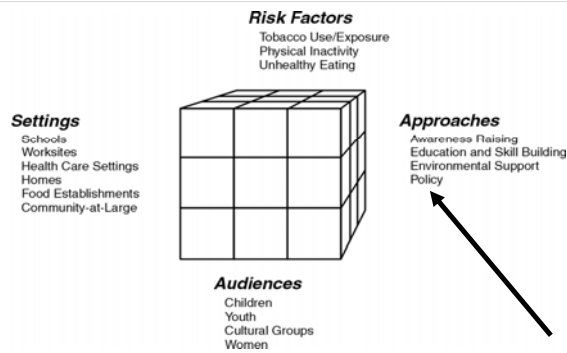 Risk Factors
Tobacco Use/Exposure
Physical Inactivity
Unhealthy Eating
Settings
Schools
Worksites
Health Care Settings
Homes
Food Establishments
Community-at-Large
Approaches
Awareness Raising
Education and Skill Building
Environmental Support
Policy
Audiences
Children
Youth
Cultural Groups
Women